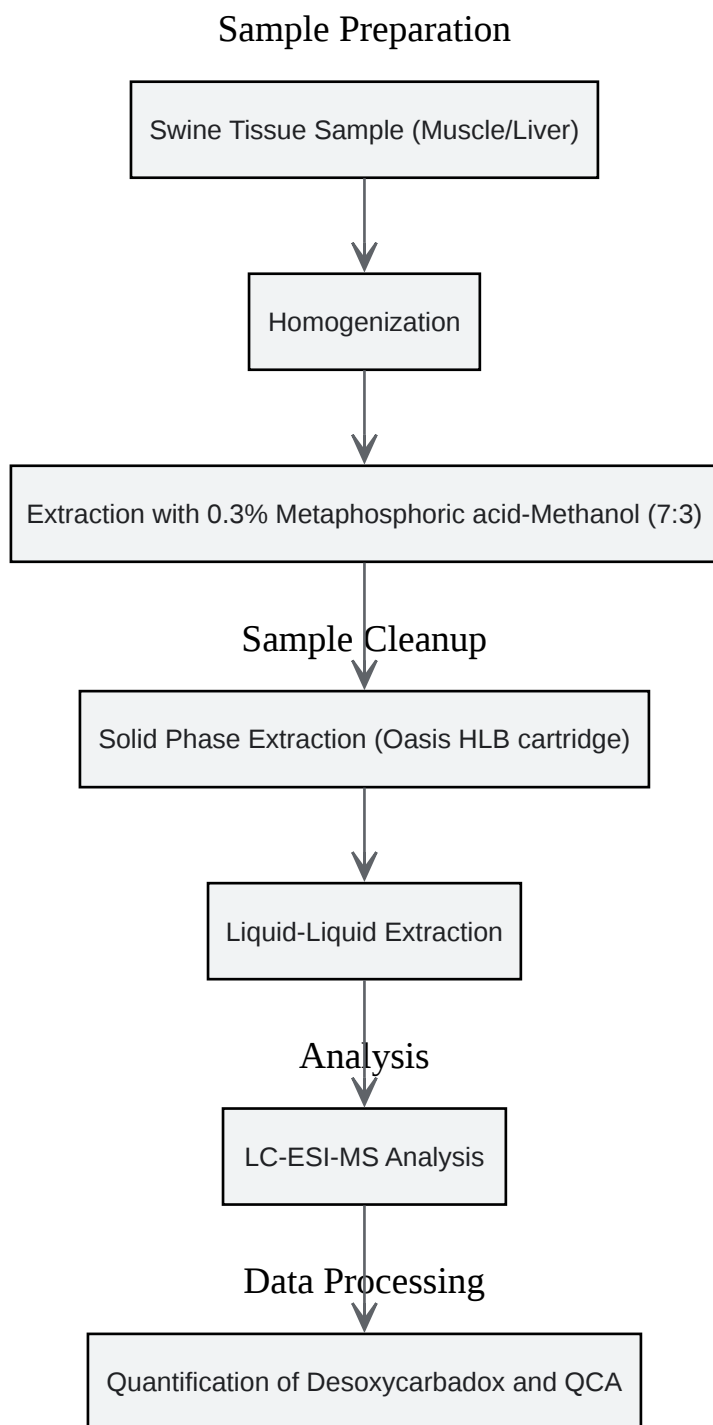 Sample Preparation
Swine Tissue Sample (Muscle/Liver)
Homogenization
Extraction with 0.3% Metaphosphoric acid-Methanol (7:3)
Sample Cleanup
Solid Phase Extraction (Oasis HLB cartridge)
Liquid-Liquid Extraction
Analysis
LC-ESI-MS Analysis
Data Processing
Quantification of Desoxycarbadox and QCA